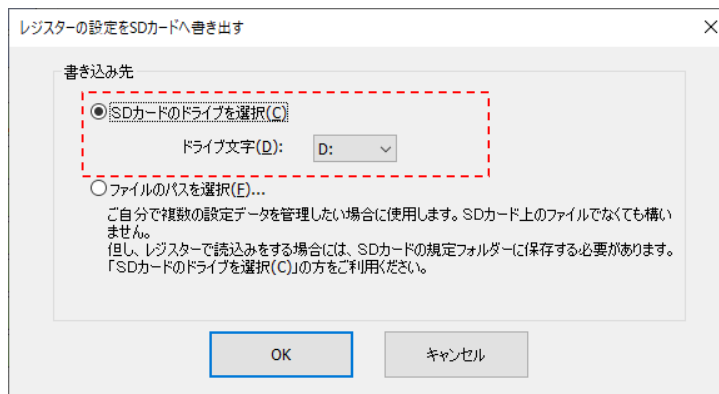 レジスターの設定をSDカードへ書き出す
書き込み先
SDカードのドライブを選択(C)
ドライブ文字(D): D:
ファイルのパスを選択(F)...
ご自分で複数の設定データを管理したい場合に使用します。SDカード上のファイルでなくても構い
ません。
但し、レジスターで読込みをする場合には、SDカードの規定フォルダーに保存する必要があります。
「SDカードのドライブを選択(C)」の方をご利用ください。
OK キャンセル